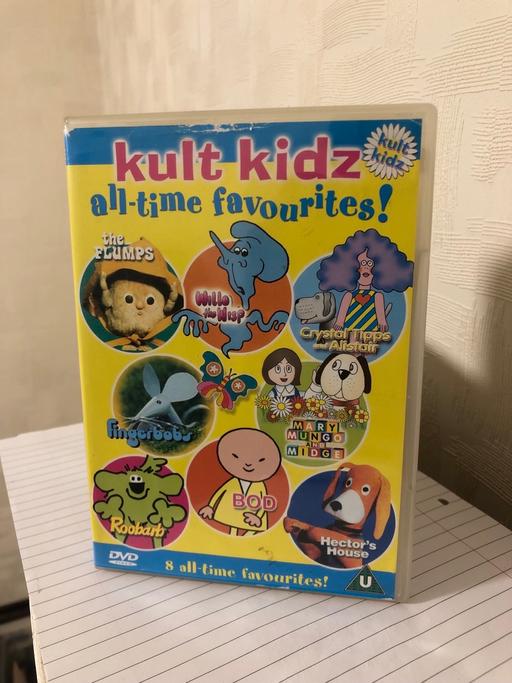 kult kidz
kult
kidz
all-time favourites!
the
FLUMPS
Willo
the Wisp
Crystal Tipps
and Alistair
Fingerbobs
MARY
MUNGO
AND
MIDGE
Roobarb
BOD
Hector's
House
DVD
VIDEO
8 all-time favourites!
U